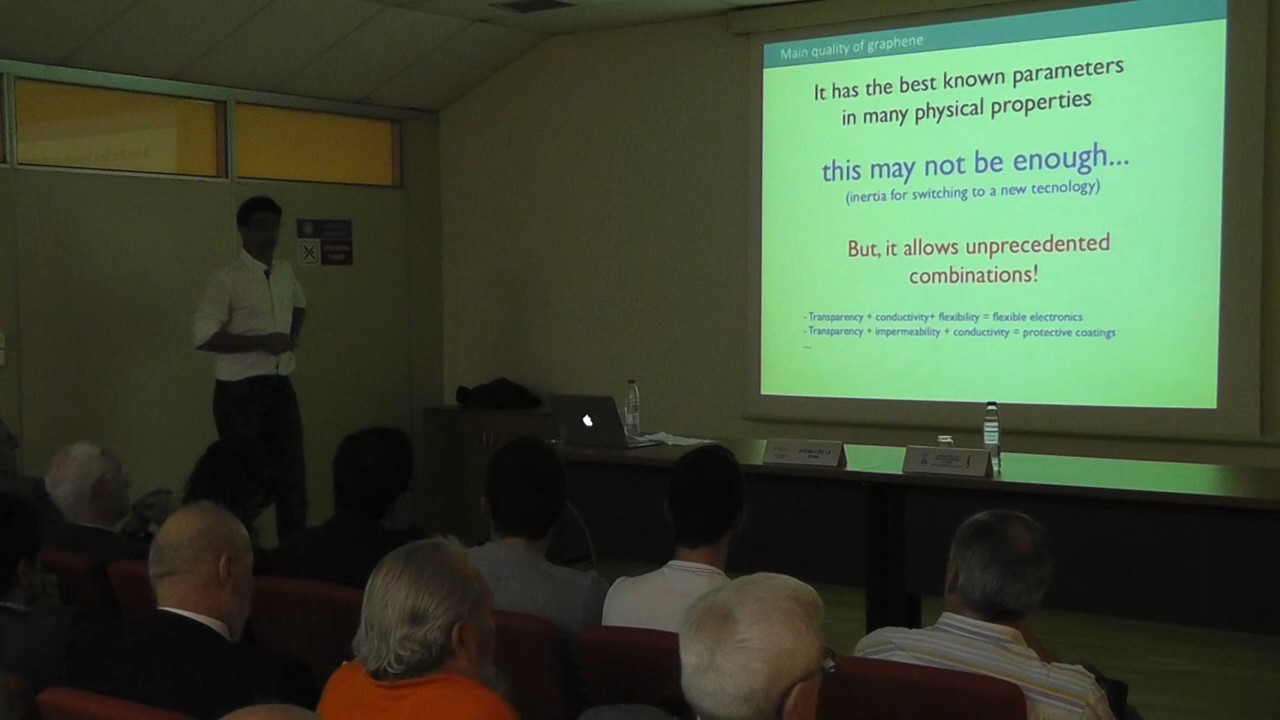 Main quality of graphene
It has the best known parameters
in many physical properties
this may not be enough...
(inertia for switching to a new tecnology)
But, it allows unprecedented
combinations!
- Transparency + conductivity+ flexibility = flexible electronics
- Transparency + impermeability + conductivity = protective coatings
...